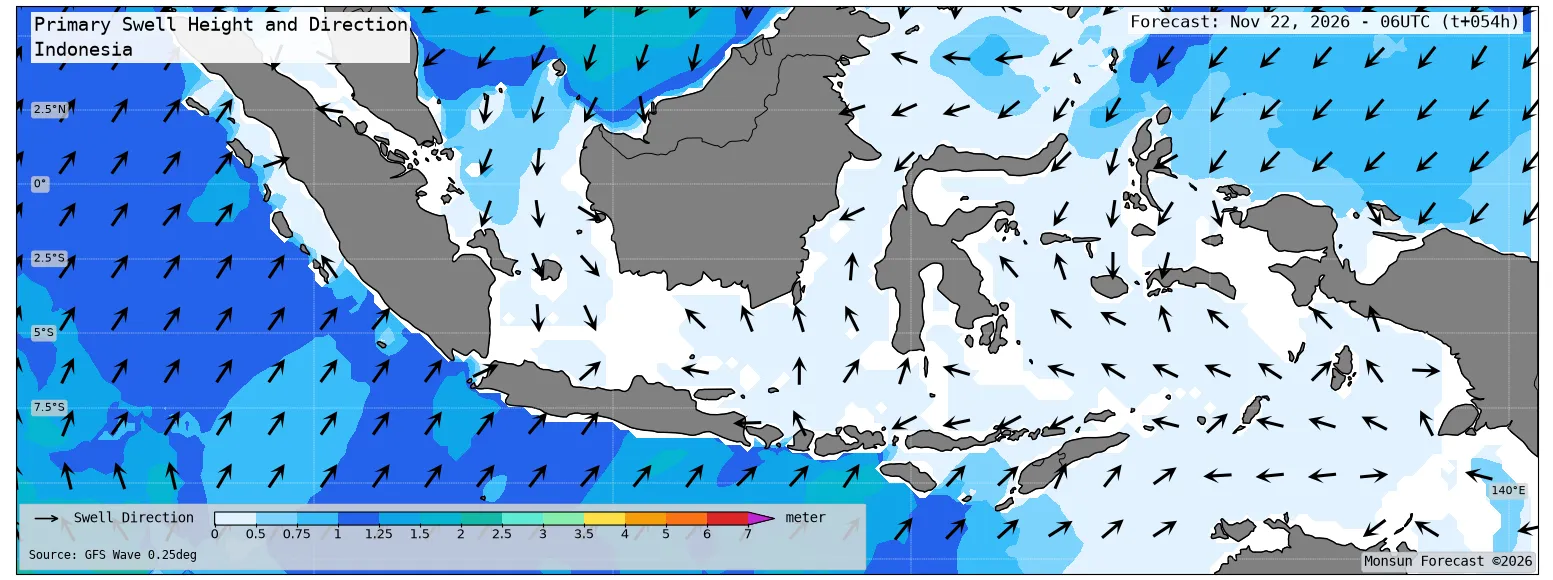 Primary Swell Height and Direction
Indonesia
Forecast: Nov 22, 2026 - 06UTC (t+054h)
2.5°N
0°
2.5°S
5°S
7.5°S
140°E
Swell Direction
meter
0 0.5 0.75 1 1.25 1.5 2 2.5 3 3.5 4 5 6 7
Source: GFS Wave 0.25deg
Monsun Forecast ©2026